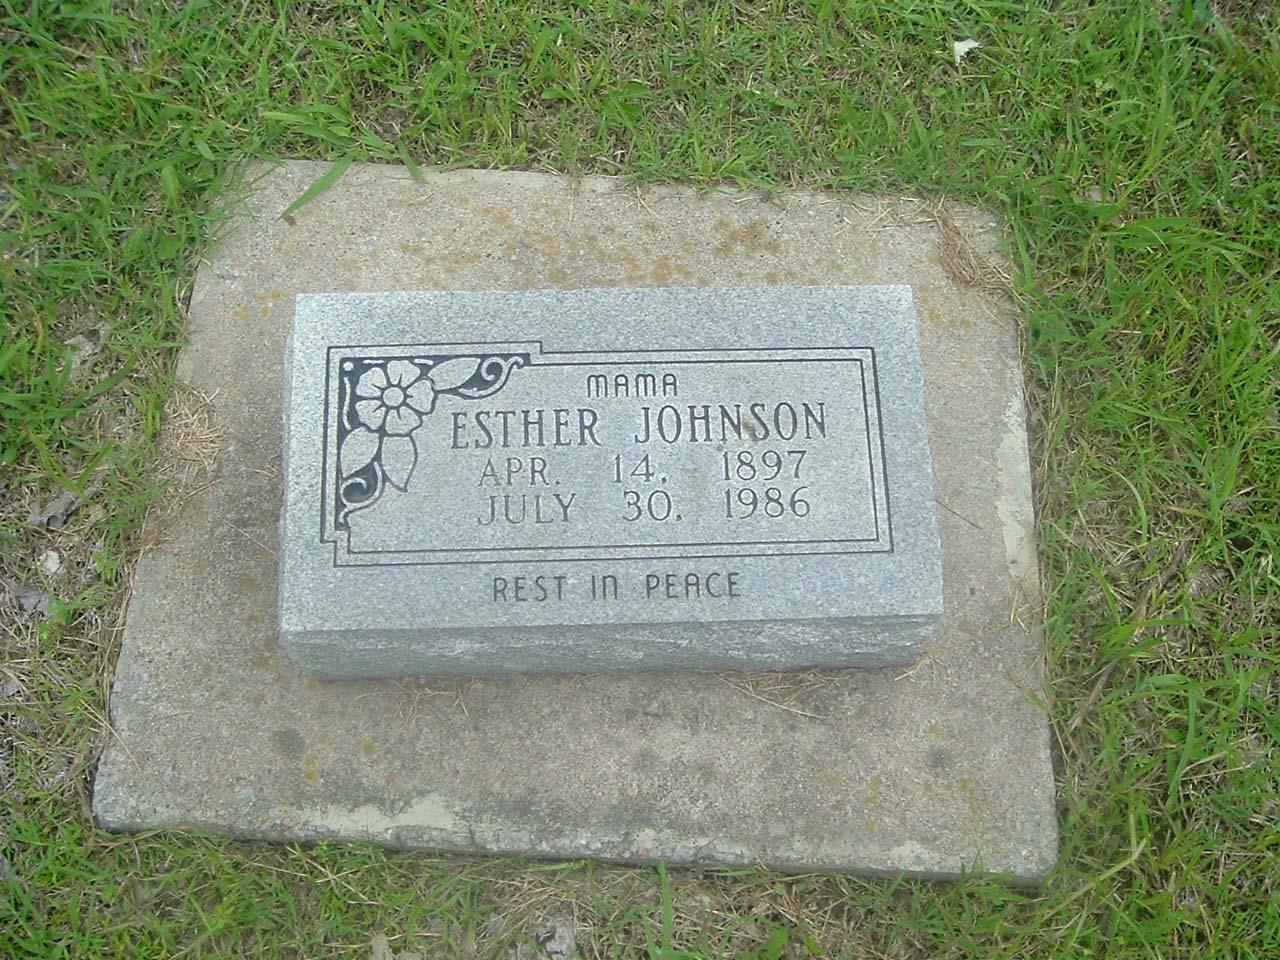 MAMA
ESTHER JOHNSON
APR. 14, 1897
JULY 30, 1986
REST IN PEACE